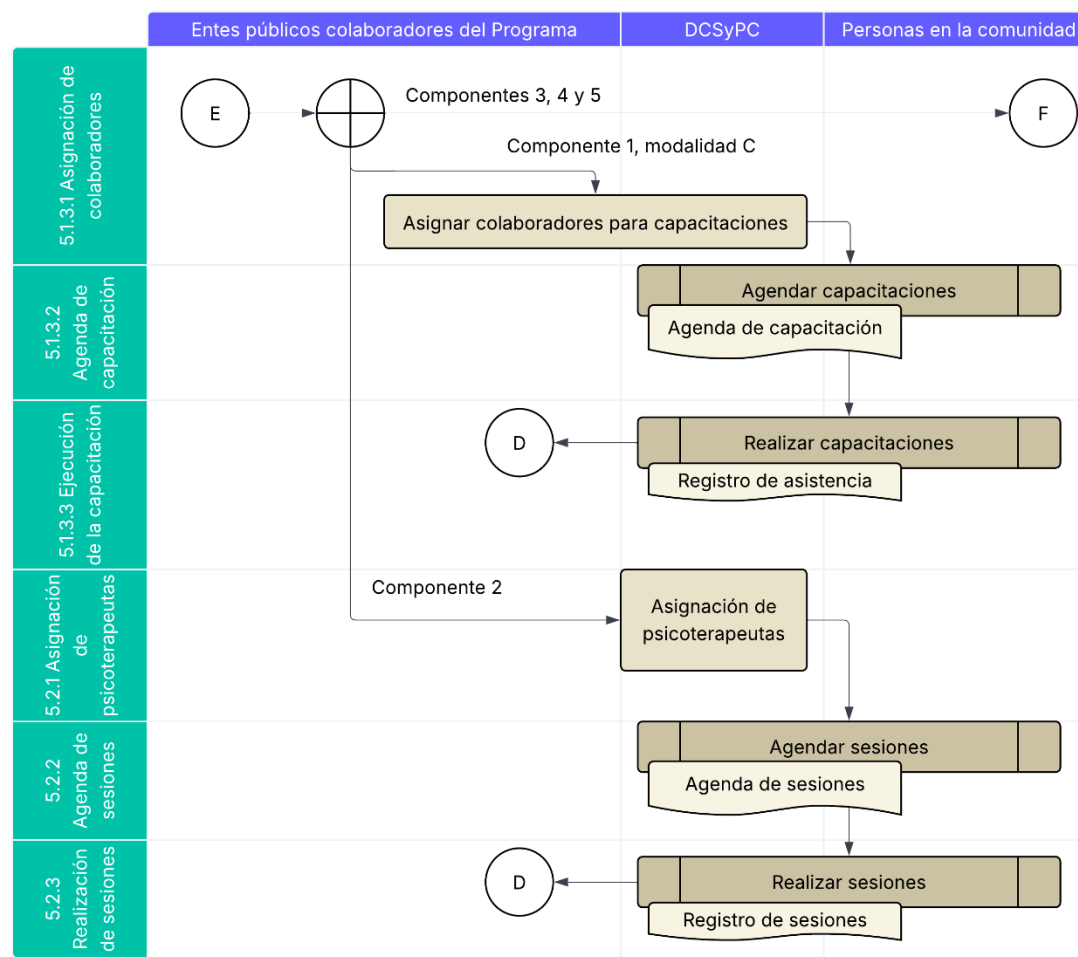 Entes públicos colaboradores del Programa
DCSyPC
Personas en la comunidad
5.1.3.1 Asignación de
colaboradores
E
Componentes 3, 4 y 5
F
Componente 1, modalidad C
Asignar colaboradores para capacitaciones
5.1.3.2
Agenda de
capacitación
Agendar capacitaciones
Agenda de capacitación
5.1.3.3 Ejecución
de la capacitación
D
Realizar capacitaciones
Registro de asistencia
5.2.1 Asignación
de
psicoterapeutas
Componente 2
Asignación de
psicoterapeutas
5.2.2
Agenda de
sesiones
Agendar sesiones
Agenda de sesiones
5.2.3
Realización
de sesiones
D
Realizar sesiones
Registro de sesiones